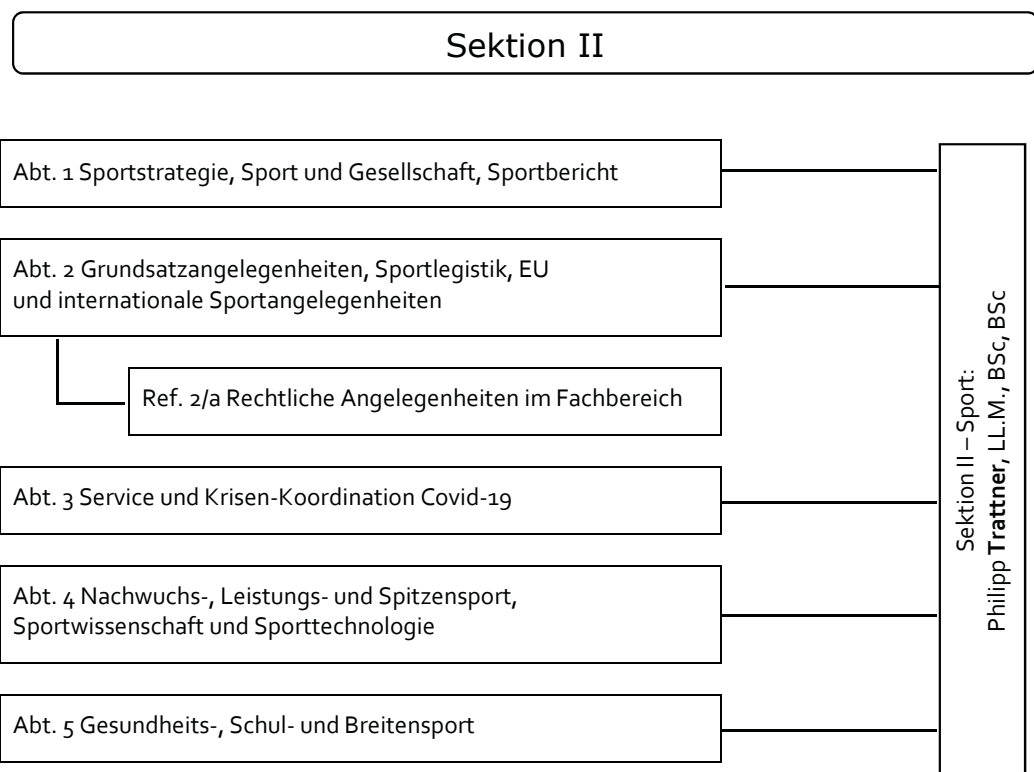 Sektion II
Abt. 1 Sportstrategie, Sport und Gesellschaft, Sportbericht
Abt. 2 Grundsatzangelegenheiten, Sportlegistik, EU
und internationale Sportangelegenheiten
Ref. 2/a Rechtliche Angelegenheiten im Fachbereich
Abt. 3 Service und Krisen-Koordination Covid-19
Abt. 4 Nachwuchs-, Leistungs- und Spitzensport,
Sportwissenschaft und Sporttechnologie
Abt. 5 Gesundheits-, Schul- und Breitensport
Sektion II – Sport:
Philipp Trattner, LL.M., BSc, BSc